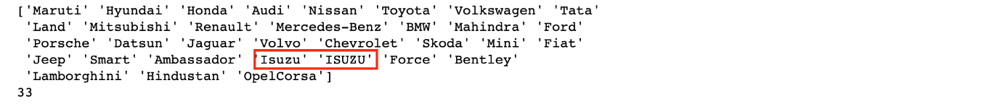 ['Maruti' 'Hyundai' 'Honda' 'Audi' 'Nissan' 'Toyota' 'Volkswagen' 'Tata'
'Land' 'Mitsubishi' 'Renault' 'Mercedes-Benz' 'BMW' 'Mahindra' 'Ford'
'Porsche' 'Datsun' 'Jaguar' 'Volvo' 'Chevrolet' 'Skoda' 'Mini' 'Fiat'
'Jeep' 'Smart' 'Ambassador' 'Isuzu' 'ISUZU' 'Force' 'Bentley'
'Lamborghini' 'Hindustan' 'OpelCorsa']
33